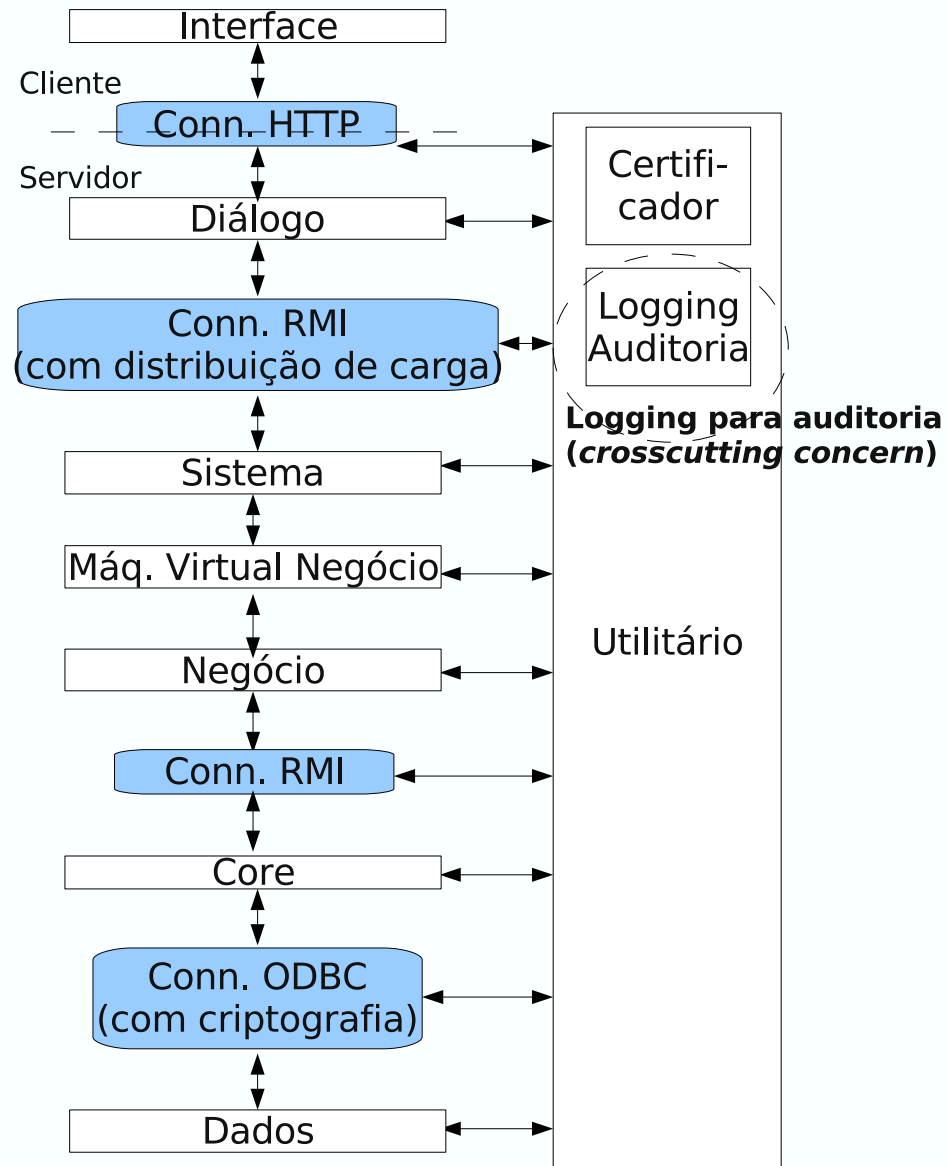 Interface
Cliente
Conn. HTTP
Servidor
Diálogo
Conn. RMI
(com distribuição de carga)
Sistema
Máq. Virtual Negócio
Negócio
Conn. RMI
Core
Conn. ODBC
(com criptografia)
Dados
Certifi-
cador
Logging
Auditoria
Logging para auditoria
(crosscutting concern)
Utilitário